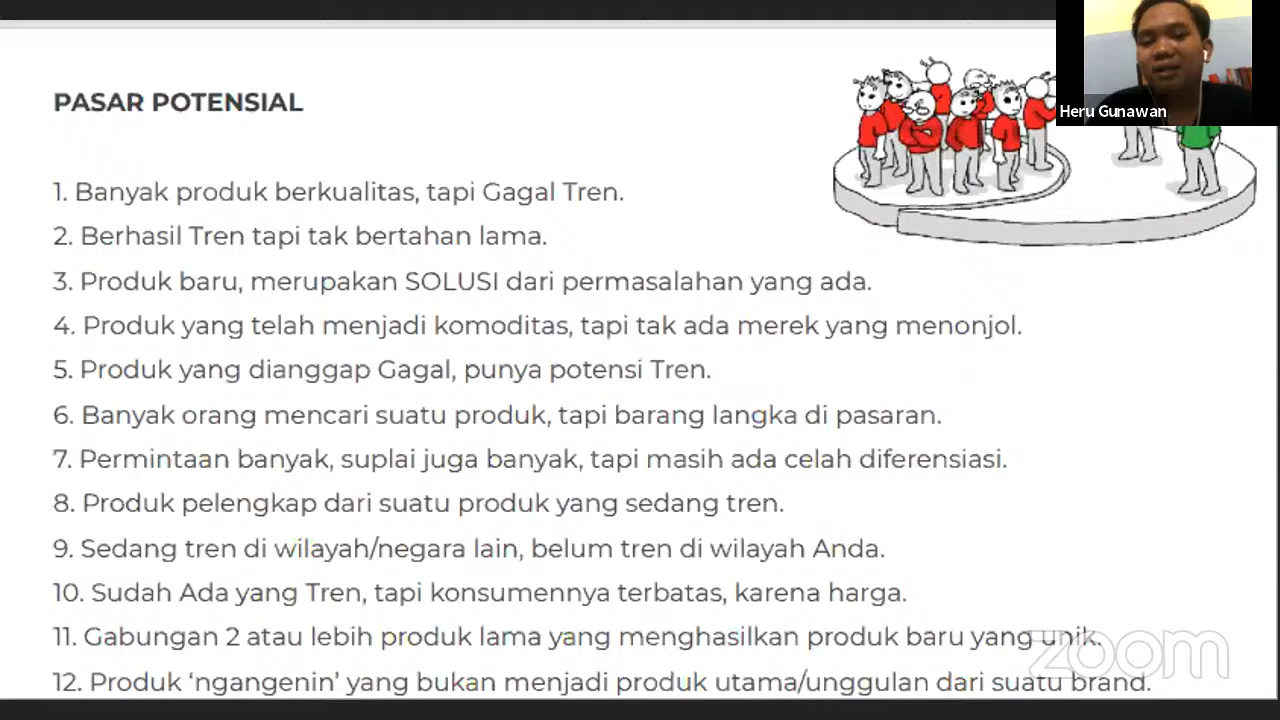 PASAR POTENSIAL
Heru Gunawan
1. Banyak produk berkualitas, tapi Gagal Tren.
2. Berhasil Tren tapi tak bertahan lama.
3. Produk baru, merupakan SOLUSI dari permasalahan yang ada.
4. Produk yang telah menjadi komoditas, tapi tak ada merek yang menonjol.
5. Produk yang dianggap Gagal, punya potensi Tren.
6. Banyak orang mencari suatu produk, tapi barang langka di pasaran.
7. Permintaan banyak, suplai juga banyak, tapi masih ada celah diferensiasi.
8. Produk pelengkap dari suatu produk yang sedang tren.
9. Sedang tren di wilayah/negara lain, belum tren di wilayah Anda.
10. Sudah Ada yang Tren, tapi konsumennya terbatas, karena harga.
11. Gabungan 2 atau lebih produk lama yang menghasilkan produk baru yang unik.
12. Produk ‘ngangenin’ yang bukan menjadi produk utama/unggulan dari suatu brand.
zoom